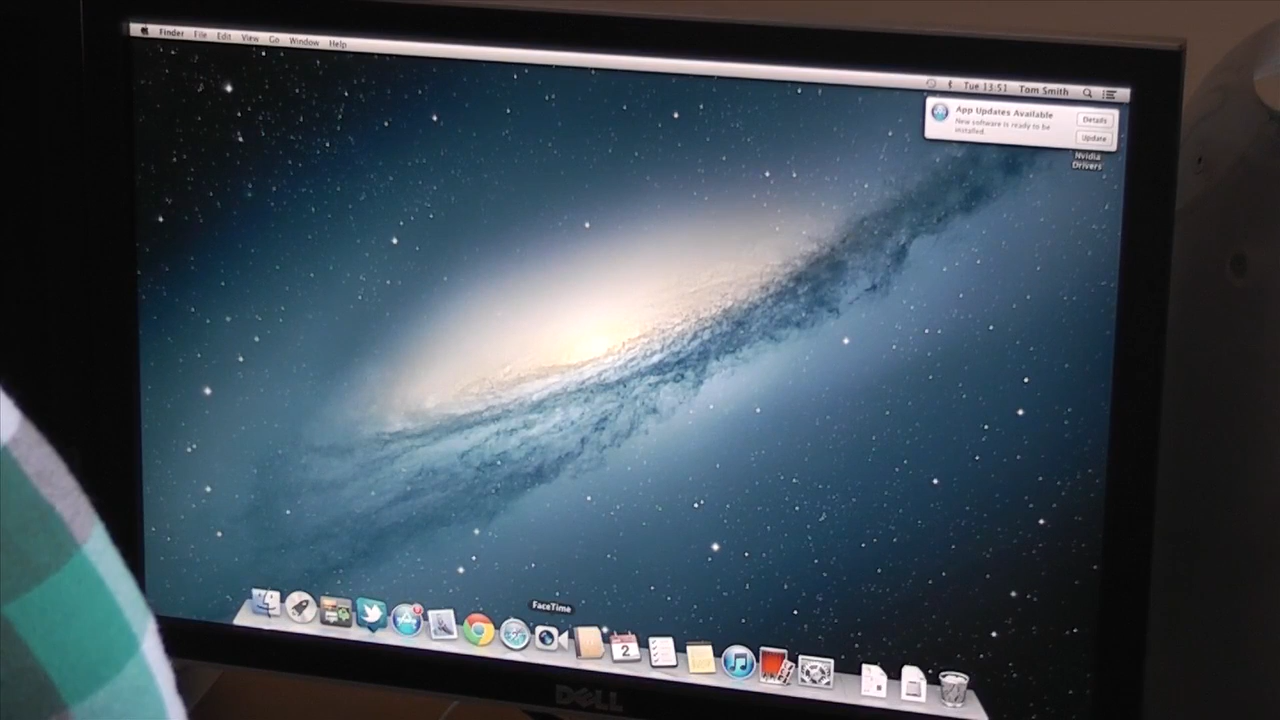 Finder File Edit View Go Window Help
Tue 13:51 Tom Smith
App Updates Available
New software is ready to be
installed.
Details
Update
Nvidia
Drivers
FaceTime
2
DELL